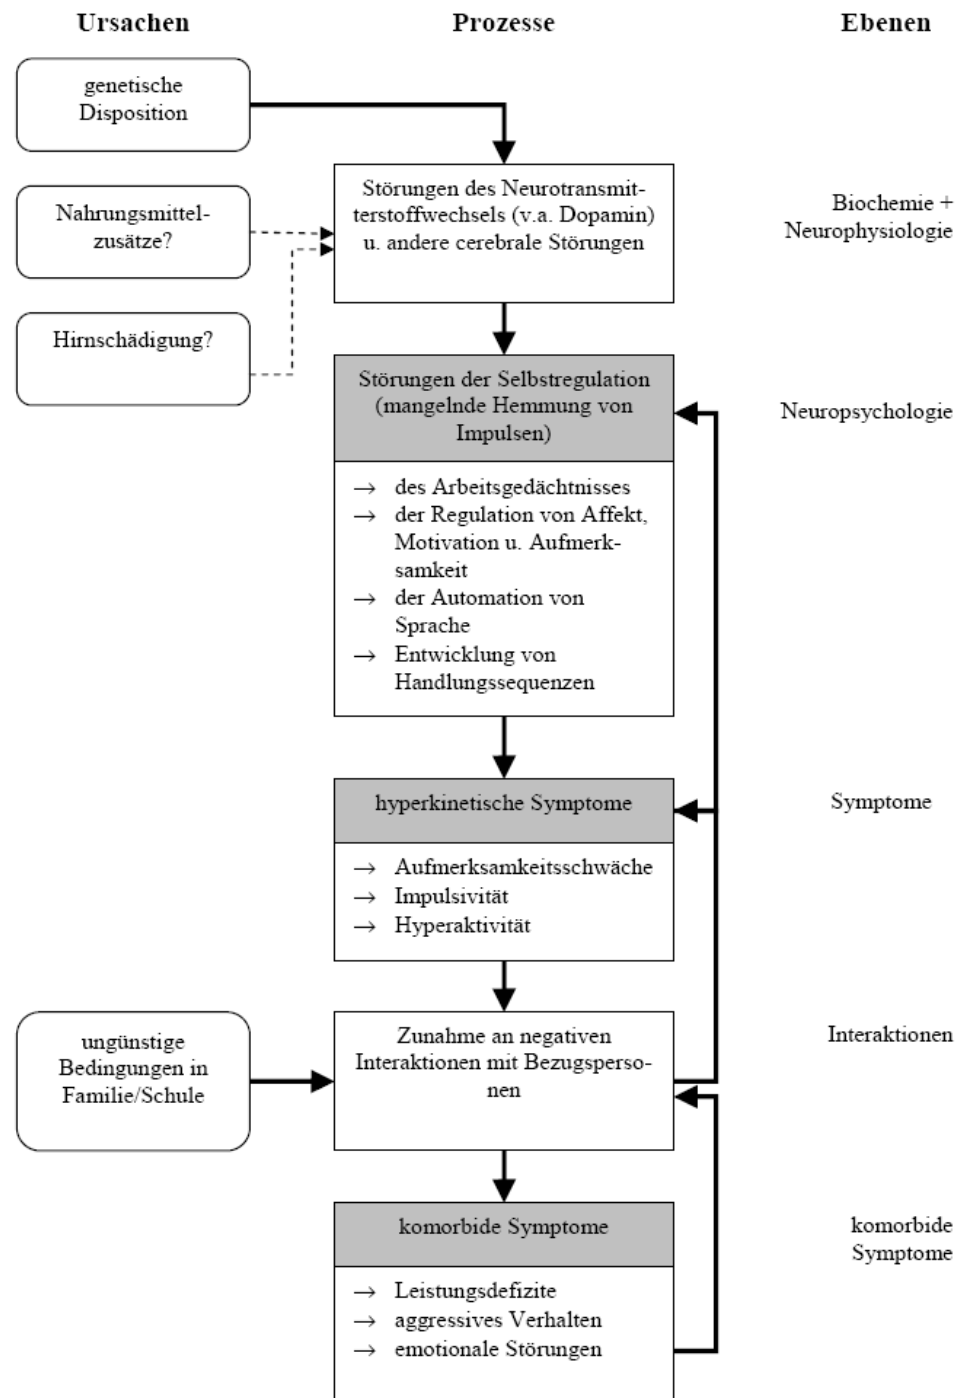 Ursachen
Prozesse
Ebenen
genetische
Disposition
Störungen des Neurotransmit-
terstoffwechsels (v.a. Dopamin)
u. andere cerebrale Störungen
Biochemie +
Neurophysiologie
Nahrungsmittel-
zusätze?
Hirnschädigung?
Störungen der Selbstregulation
(mangelnde Hemmung von
Impulsen)
Neuropsychologie
→ des Arbeitsgedächtnisses
→ der Regulation von Affekt,
Motivation u. Aufmerk-
samkeit
→ der Automation von
Sprache
→ Entwicklung von
Handlungssequenzen
hyperkinetische Symptome
Symptome
→ Aufmerksamkeitsschwäche
→ Impulsivität
→ Hyperaktivität
ungünstige
Bedingungen in
Familie/Schule
Zunahme an negativen
Interaktionen mit Bezugsperso-
nen
Interaktionen
komorbide Symptome
komorbide
Symptome
→ Leistungsdefizite
→ aggressives Verhalten
→ emotionale Störungen